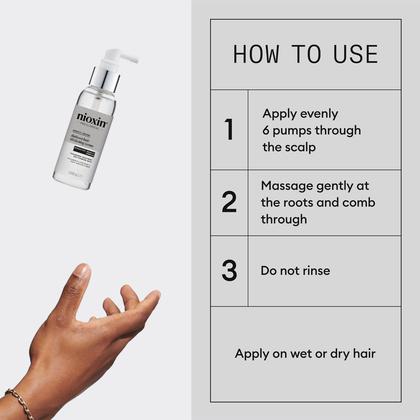 nioxin
HOW TO USE
1
Apply evenly
6 pumps through
the scalp
2
Massage gently at
the roots and comb
through
3
Do not rinse
Apply on wet or dry hair